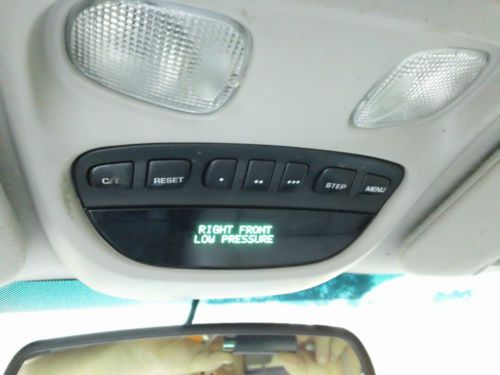 C/T RESET • •• ••• STEP MENU
RIGHT FRONT
LOW PRESSURE